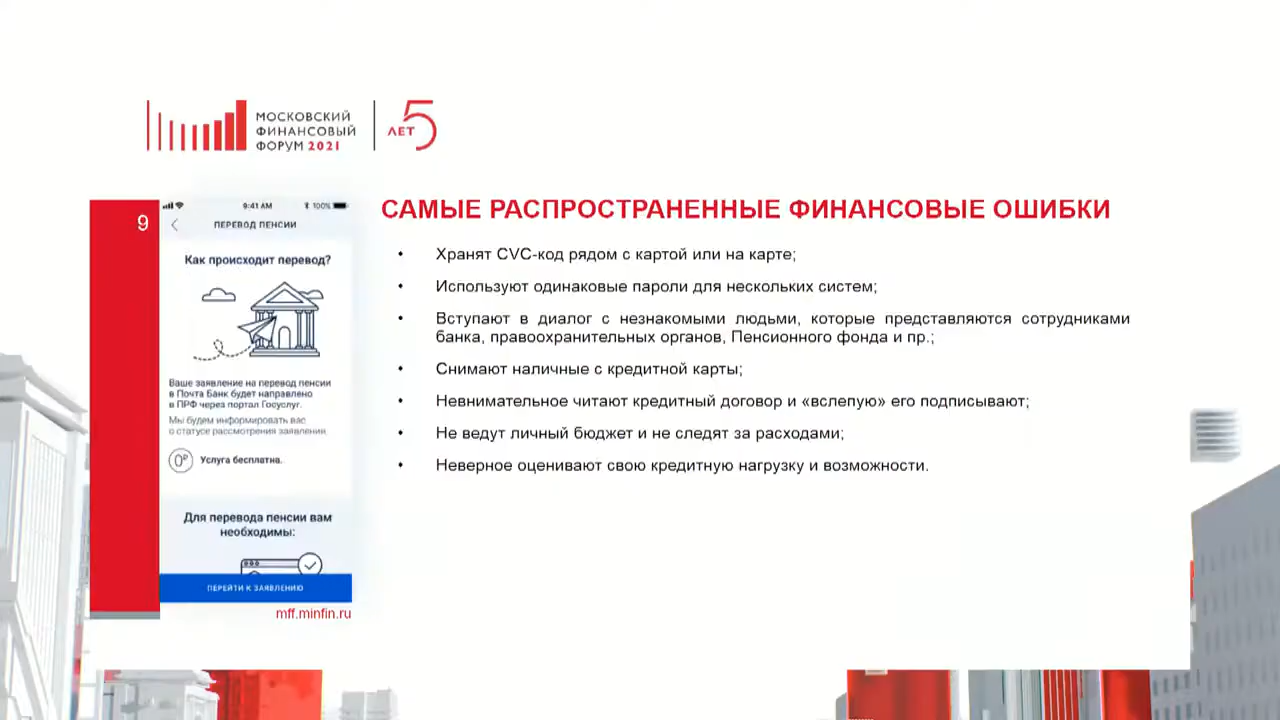 МОСКОВСКИЙ
ФИНАНСОВЫЙ
ФОРУМ 2021
5 ЛЕТ
9
9:41 AM
100%
ПЕРЕВОД ПЕНСИИ
Как происходит перевод?
Ваше заявление на перевод пенсии
в Почта Банк будет направлено
в ПРФ через портал Госуслуг.
Мы будем информировать вас
о статусе рассмотрения заявления
0₽ Услуга бесплатна.
Для перевода пенсии вам
необходимы:
ПЕРЕЙТИ К ЗАЯВЛЕНИЮ
mff.minfin.ru
САМЫЕ РАСПРОСТРАНЕННЫЕ ФИНАНСОВЫЕ ОШИБКИ
• Хранят CVC-код рядом с картой или на карте;
• Используют одинаковые пароли для нескольких систем;
• Вступают в диалог с незнакомыми людьми, которые представляются сотрудниками
банка, правоохранительных органов, Пенсионного фонда и пр.;
• Снимают наличные с кредитной карты;
• Невнимательное читают кредитный договор и «вслепую» его подписывают;
• Не ведут личный бюджет и не следят за расходами;
• Неверное оценивают свою кредитную нагрузку и возможности.